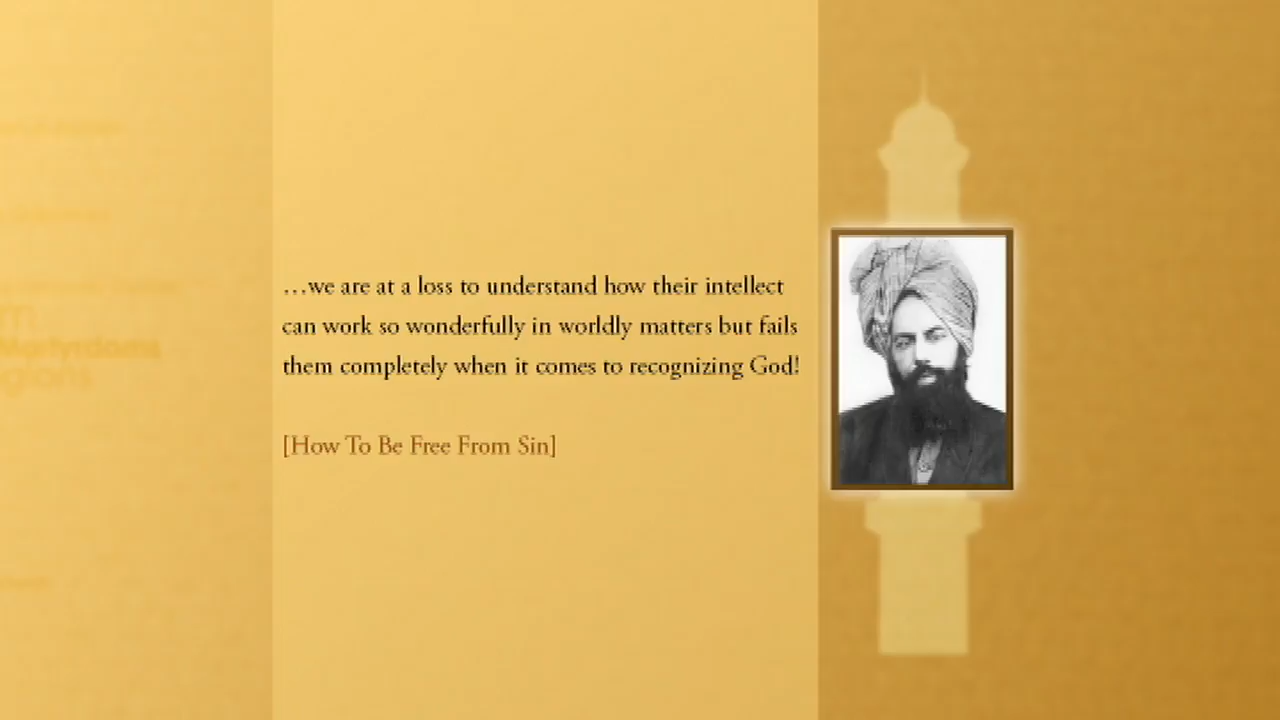 …we are at a loss to understand how their intellect
can work so wonderfully in worldly matters but fails
them completely when it comes to recognizing God!
[How To Be Free From Sin]